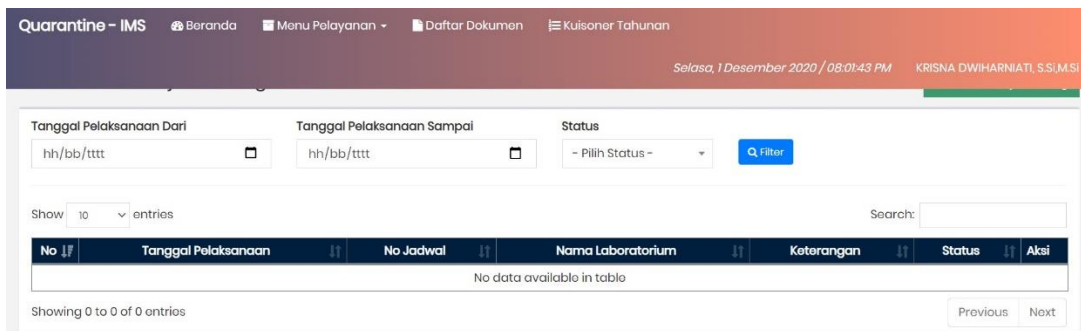 Quarantine - IMS Beranda Menu Pelayanan Daftar Dokumen Kuisoner Tahunan
Selasa, 1 Desember 2020 / 08:01:43 PM KRISNA DWIHARNIATI, S.Si,M.Si
Tanggal Pelaksanaan Dari Tanggal Pelaksanaan Sampai Status
hh/bb/tttt hh/bb/tttt - Pilih Status - Filter
Show 10 entries Search:
No Tanggal Pelaksanaan No Jadwal Nama Laboratorium Keterangan Status Aksi
No data available in table
Showing 0 to 0 of 0 entries Previous Next